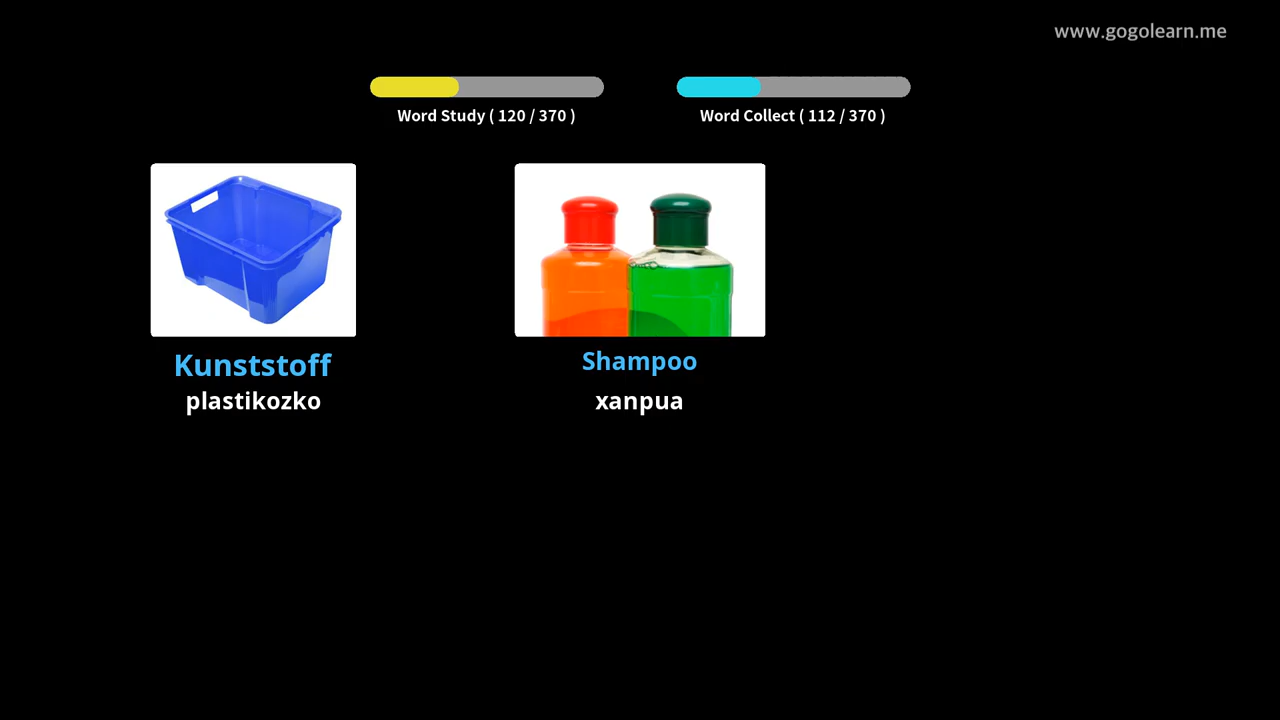 www.gogolearn.me
Word Study ( 120 / 370 )
Word Collect ( 112 / 370 )
Kunststoff
plastikozko
Shampoo
xanpua